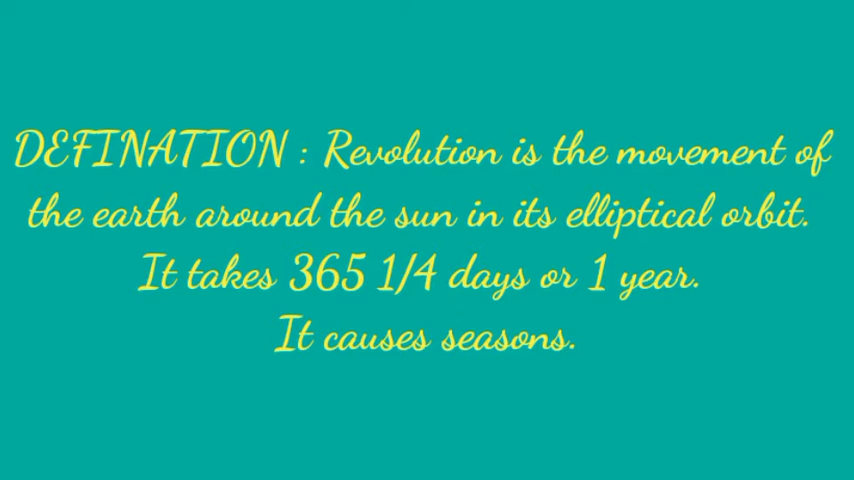 DEFINATION : Revolution is the movement of
the earth around the sun in its elliptical orbit.
It takes 365 1/4 days or 1 year.
It causes seasons.